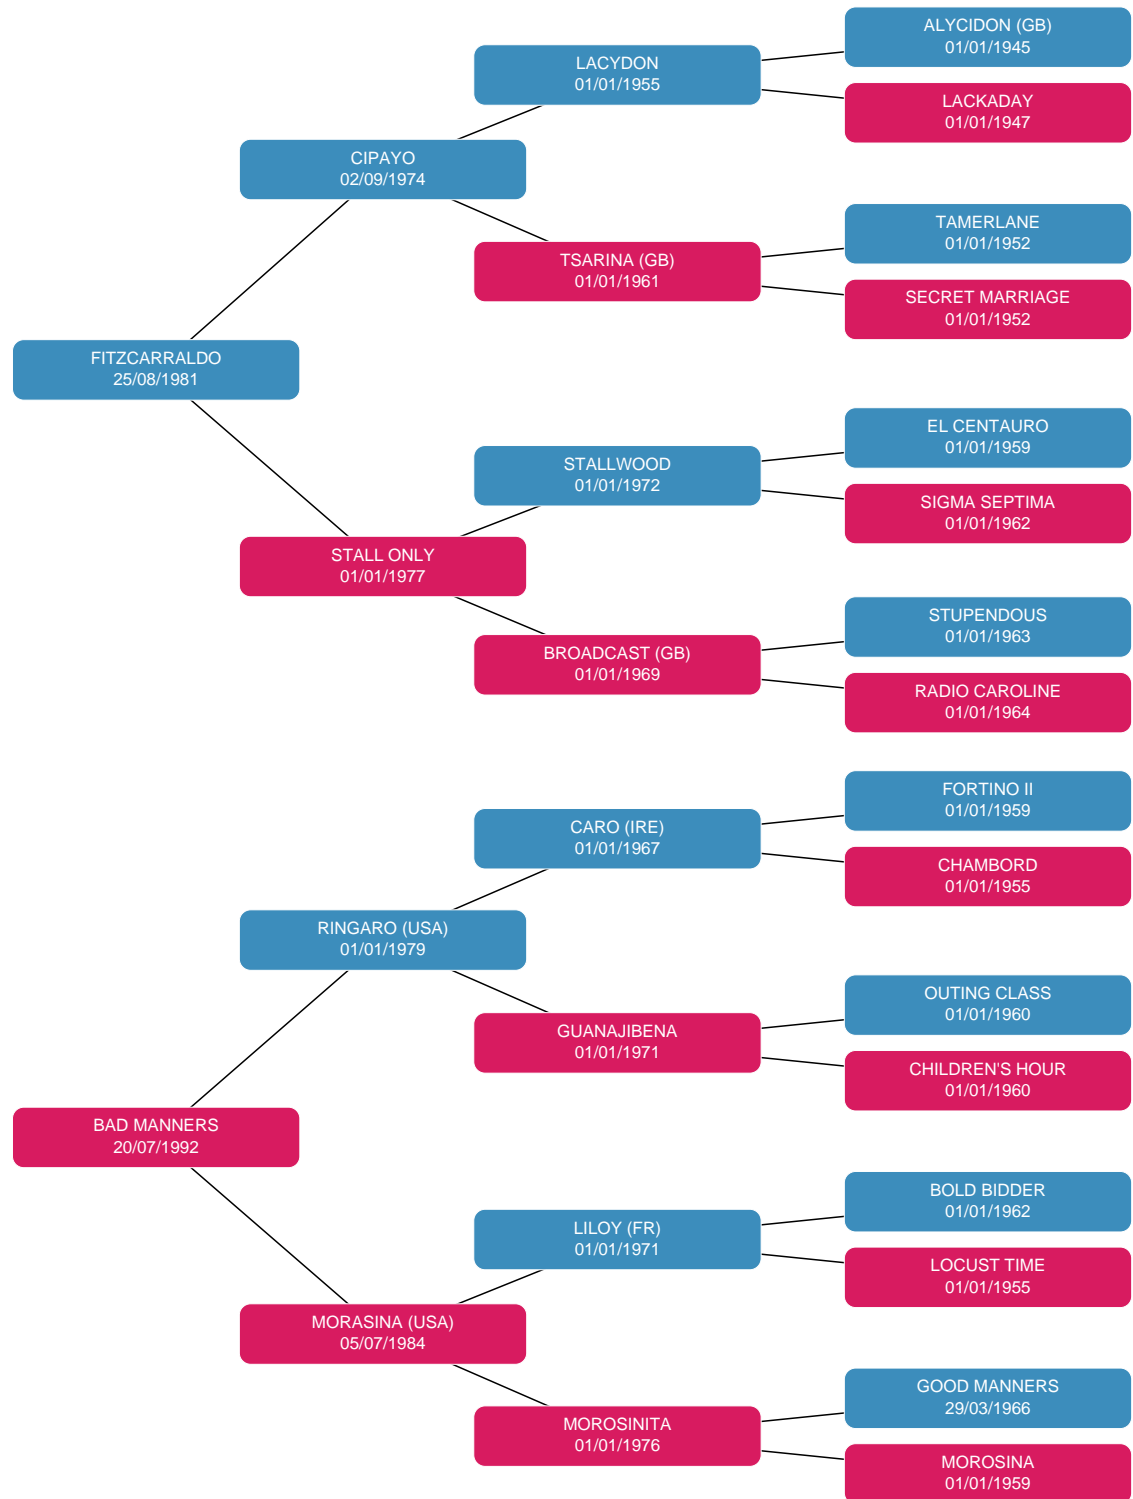 ALYCIDON (GB)
01/01/1945
LACYDON
01/01/1955
LACKADAY
01/01/1947
CIPAYO
02/09/1974
TAMERLANE
01/01/1952
TSARINA (GB)
01/01/1961
SECRET MARRIAGE
01/01/1952
FITZCARRALDO
25/08/1981
EL CENTAURO
01/01/1959
STALLWOOD
01/01/1972
SIGMA SEPTIMA
01/01/1962
STALL ONLY
01/01/1977
STUPENDOUS
01/01/1963
BROADCAST (GB)
01/01/1969
RADIO CAROLINE
01/01/1964
FORTINO II
01/01/1959
CARO (IRE)
01/01/1967
CHAMBORD
01/01/1955
RINGARO (USA)
01/01/1979
OUTING CLASS
01/01/1960
GUANAJIBENA
01/01/1971
CHILDREN'S HOUR
01/01/1960
BAD MANNERS
20/07/1992
BOLD BIDDER
01/01/1962
LILOY (FR)
01/01/1971
LOCUST TIME
01/01/1955
MORASINA (USA)
05/07/1984
GOOD MANNERS
29/03/1966
MOROSINITA
01/01/1976
MOROSINA
01/01/1959